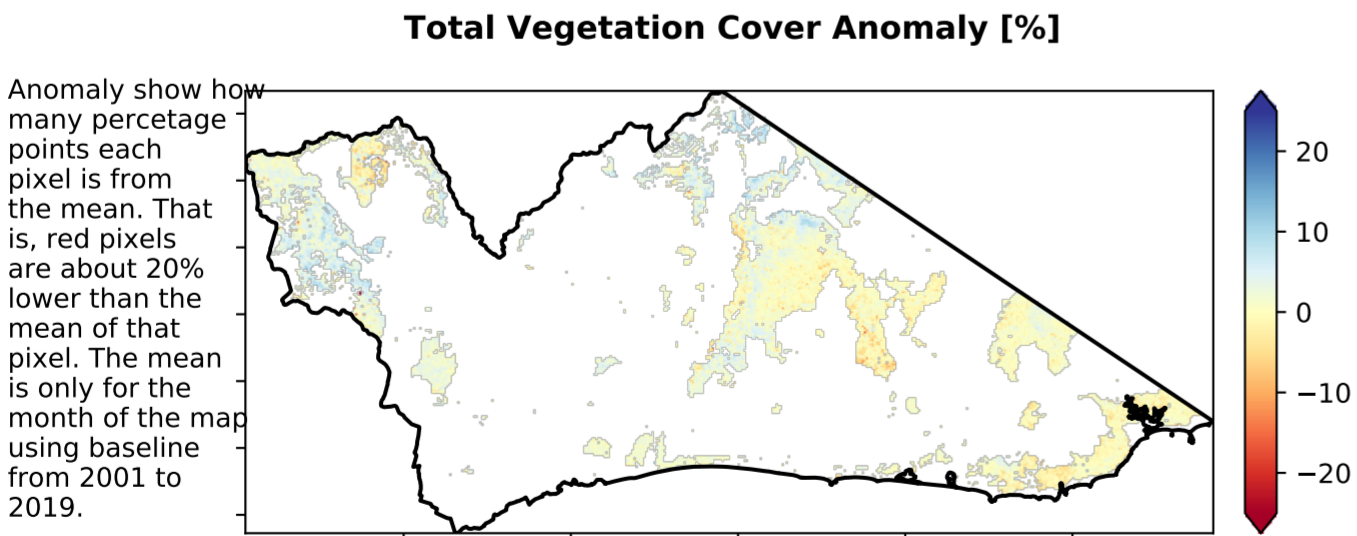 Total Vegetation Cover Anomaly [%]
Anomaly show how
many percetage
points each
pixel is from
the mean. That
is, red pixels
are about 20%
lower than the
mean of that
pixel. The mean
is only for the
month of the map
using baseline
from 2001 to
2019.
20
10
0
−10
−20